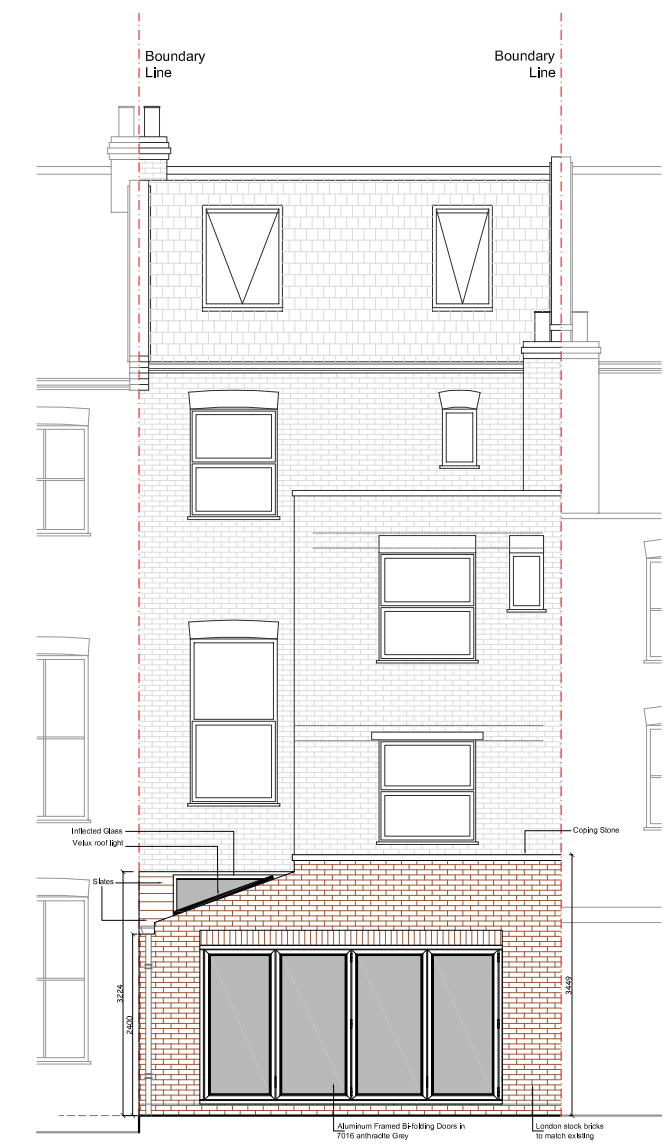 Boundary
Line
Boundary
Line
Inflected Glass
Velux roof light
Coping Stone
Slates
3224
2400
3449
Aluminum Framed Bi-folding Doors in
7016 anthracite Grey
London stock bricks
to match existing